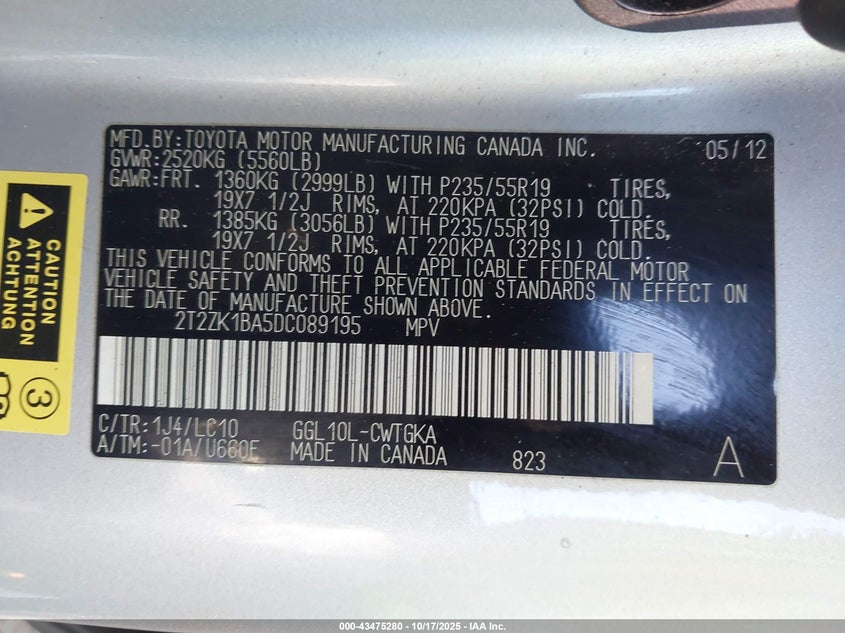 MFD.BY:TOYOTA MOTOR MANUFACTURING CANADA INC. 05/12
GVWR:2520KG (5560LB)
GAWR:FRT. 1360KG (2999LB) WITH P235/55R19 TIRES,
19X7 1/2J RIMS, AT 220KPA (32PSI) COLD.
RR. 1385KG (3056LB) WITH P235/55R19 TIRES,
19X7 1/2J RIMS, AT 220KPA (32PSI) COLD.
THIS VEHICLE CONFORMS TO ALL APPLICABLE FEDERAL MOTOR
VEHICLE SAFETY AND THEFT PREVENTION STANDARDS IN EFFECT ON
THE DATE OF MANUFACTURE SHOWN ABOVE.
2T2ZK1BA5DC089195 MPV
C/TR:1J4/LC10 GGL10L-CWTGKA
A/TM:-01A/U660E MADE IN CANADA 823 A
CAUTION
ATTENTION
ACHTUNG
3
000-43475280 - 10/17/2025 - IAA Inc.